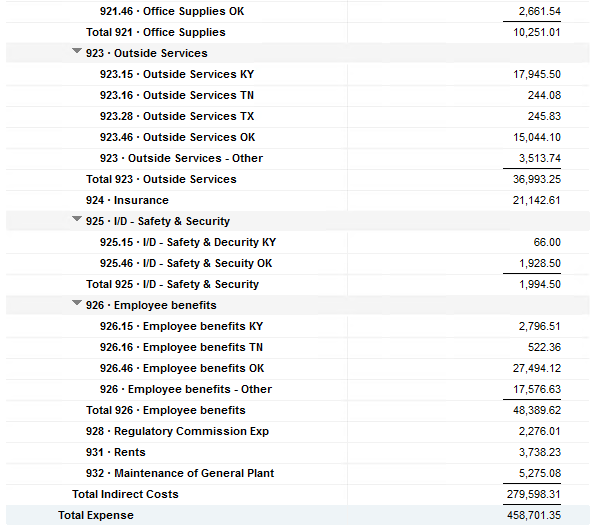 921.46 · Office Supplies OK 2,661.54
Total 921 · Office Supplies 10,251.01
923 · Outside Services
923.15 · Outside Services KY 17,945.50
923.16 · Outside Services TN 244.08
923.28 · Outside Services TX 245.83
923.46 · Outside Services OK 15,044.10
923 · Outside Services - Other 3,513.74
Total 923 · Outside Services 36,993.25
924 · Insurance 21,142.61
925 · I/D - Safety & Security
925.15 · I/D - Safety & Decurity KY 66.00
925.46 · I/D - Safety & Secuity OK 1,928.50
Total 925 · I/D - Safety & Security 1,994.50
926 · Employee benefits
926.15 · Employee benefits KY 2,796.51
926.16 · Employee benefits TN 522.36
926.46 · Employee benefits OK 27,494.12
926 · Employee benefits - Other 17,576.63
Total 926 · Employee benefits 48,389.62
928 · Regulatory Commission Exp 2,276.01
931 · Rents 3,738.23
932 · Maintenance of General Plant 5,275.08
Total Indirect Costs 279,598.31
Total Expense 458,701.35